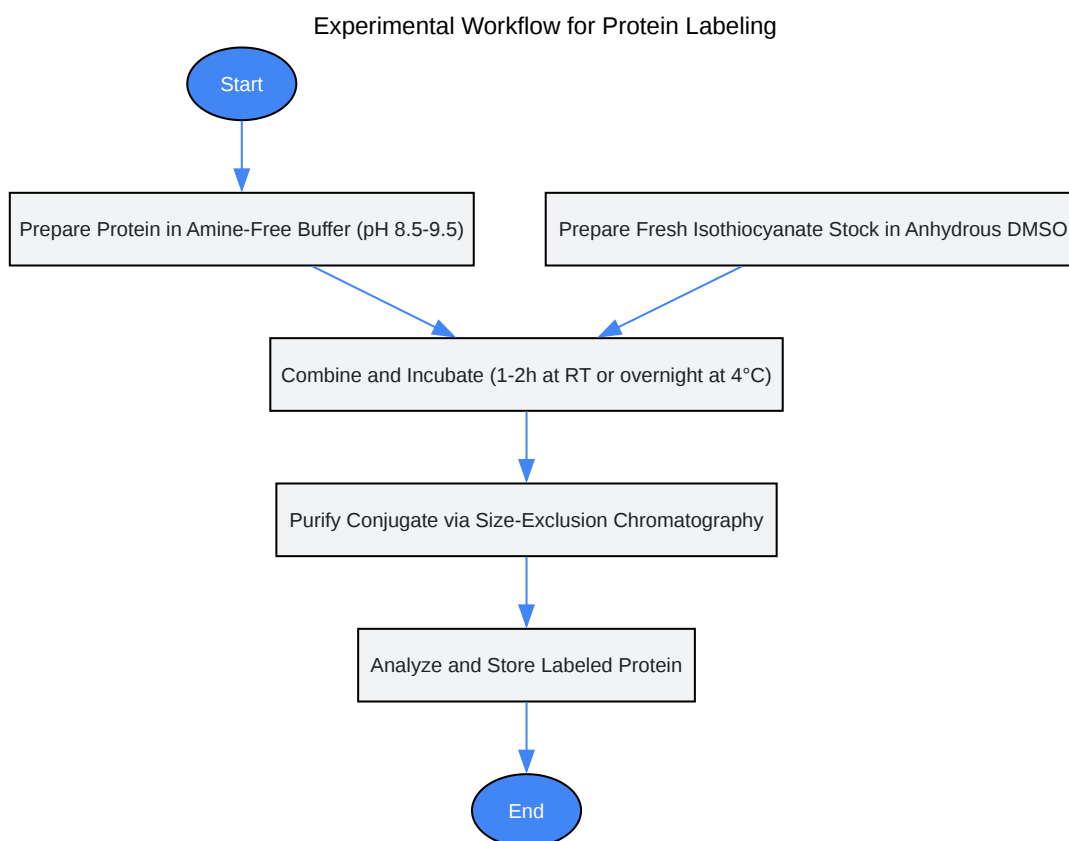 Experimental Workflow for Protein Labeling
Start
Prepare Protein in Amine-Free Buffer (pH 8.5-9.5)
Prepare Fresh Isothiocyanate Stock in Anhydrous DMSO
Combine and Incubate (1-2h at RT or overnight at 4°C)
Purify Conjugate via Size-Exclusion Chromatography
Analyze and Store Labeled Protein
End